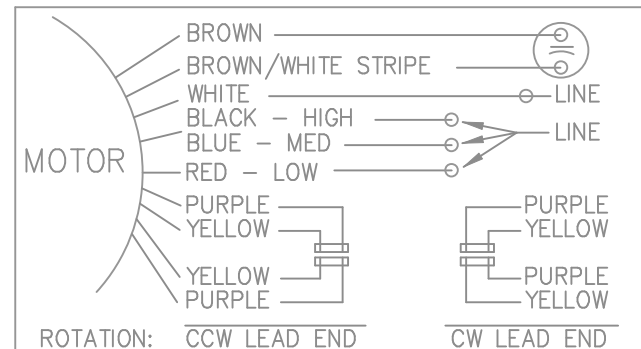 BROWN
BROWN/WHITE STRIPE
WHITE
LINE
BLACK – HIGH
BLUE – MED
LINE
MOTOR
RED – LOW
PURPLE
YELLOW
YELLOW
PURPLE
PURPLE
YELLOW
PURPLE
YELLOW
ROTATION: CCW LEAD END CW LEAD END